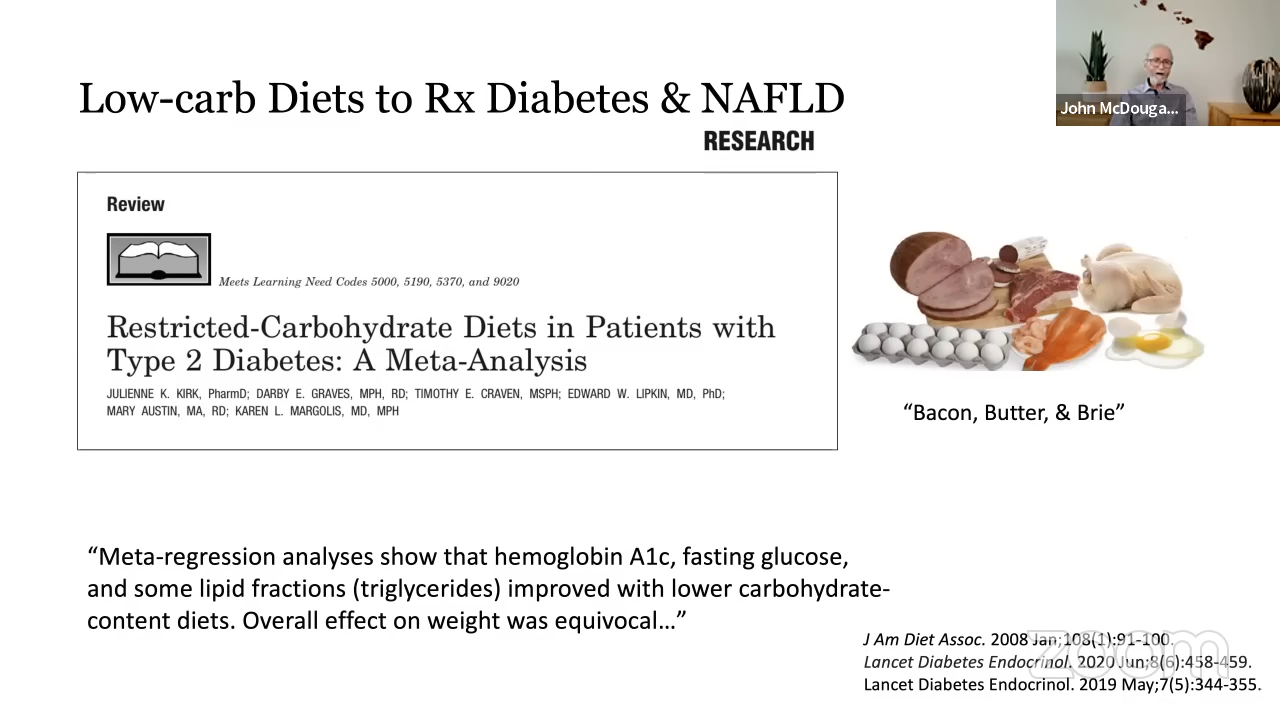 Low-carb Diets to Rx Diabetes & NAFLD
John McDouga...
RESEARCH
Review
Meets Learning Need Codes 5000, 5190, 5370, and 9020
Restricted-Carbohydrate Diets in Patients with
Type 2 Diabetes: A Meta-Analysis
JULIENNE K. KIRK, PharmD; DARBY E. GRAVES, MPH, RD; TIMOTHY E. CRAVEN, MSPH; EDWARD W. LIPKIN, MD, PhD;
MARY AUSTIN, MA, RD; KAREN L. MARGOLIS, MD, MPH
“Bacon, Butter, & Brie”
“Meta-regression analyses show that hemoglobin A1c, fasting glucose,
and some lipid fractions (triglycerides) improved with lower carbohydrate-
content diets. Overall effect on weight was equivocal…”
J Am Diet Assoc. 2008 Jan;108(1):91-100.
Lancet Diabetes Endocrinol. 2020 Jun;8(6):458-459.
Lancet Diabetes Endocrinol. 2019 May;7(5):344-355.
zoom